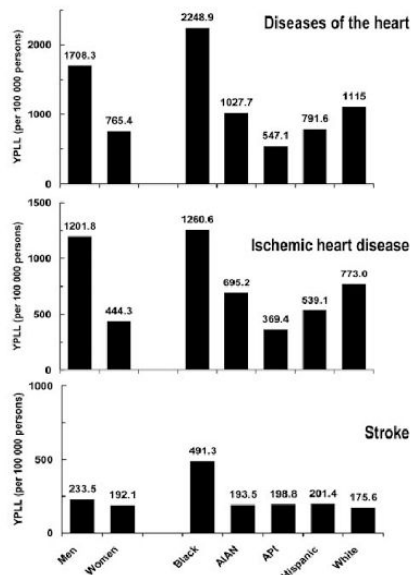 Diseases of the heart
YPLL (per 100 000 persons)
2000
1000
0
1708.3
765.4
2248.9
1027.7
547.1
791.6
1115
Ischemic heart disease
YPLL (per 100 000 persons)
1500
1000
500
0
1201.8
444.3
1260.6
695.2
369.4
539.1
773.0
Stroke
YPLL (per 100 000 persons)
1000
500
0
233.5
192.1
491.3
193.5
198.8
201.4
175.6
Men
Women
Black
AIAN
API
Hispanic
White